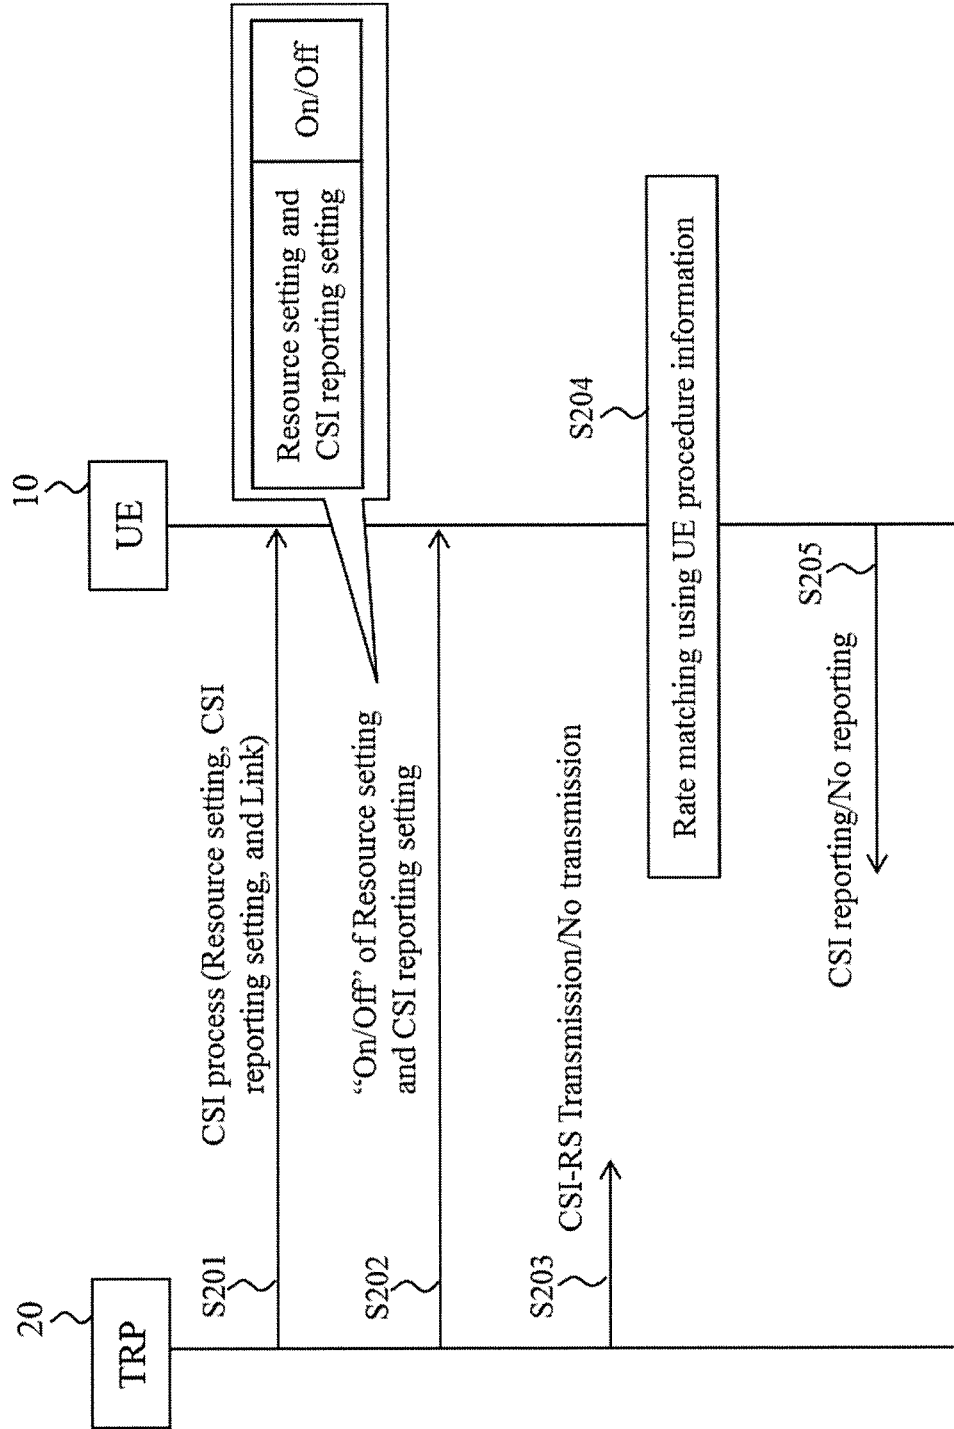 20
TRP
10
UE
S201
CSI process (Resource setting, CSI
reporting setting, and Link)
Resource setting and
CSI reporting setting
On/Off
S202
“On/Off” of Resource setting
and CSI reporting setting
S203
CSI-RS Transmission/No transmission
S204
Rate matching using UE procedure information
S205
CSI reporting/No reporting